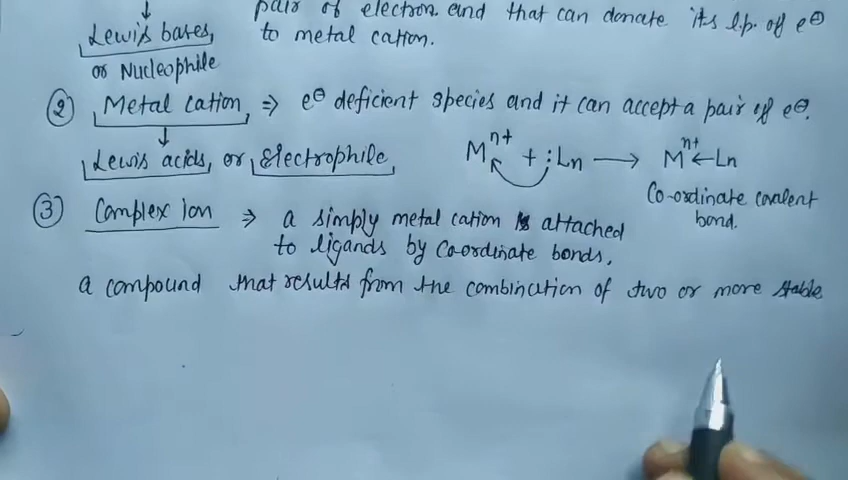 pair of electron. and that can donate its l.p. of e⊖
Lewis bases, to metal cation.
or Nucleophile
② Metal cation, ⇒ e⊖ deficient species and it can accept a pair of e⊖.
Lewis acids, or Electrophile, Mⁿ⁺ + :Ln → Mⁿ⁺←Ln
Co-ordinate covalent
bond.
③ Complex Ion ⇒ a simply metal cation is attached
to ligands by coordinate bonds,
a compound that results from the combination of two or more stable